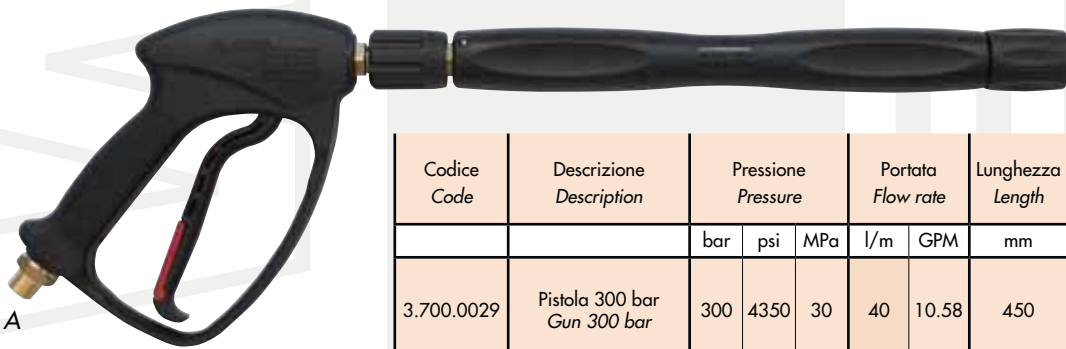 A
Codice Descrizione Pressione Portata Lunghezza
Code Description Pressure Flow rate Length
bar psi MPa l/m GPM mm
3.700.0029 Pistola 300 bar 300 4350 30 40 10.58 450
Gun 300 bar